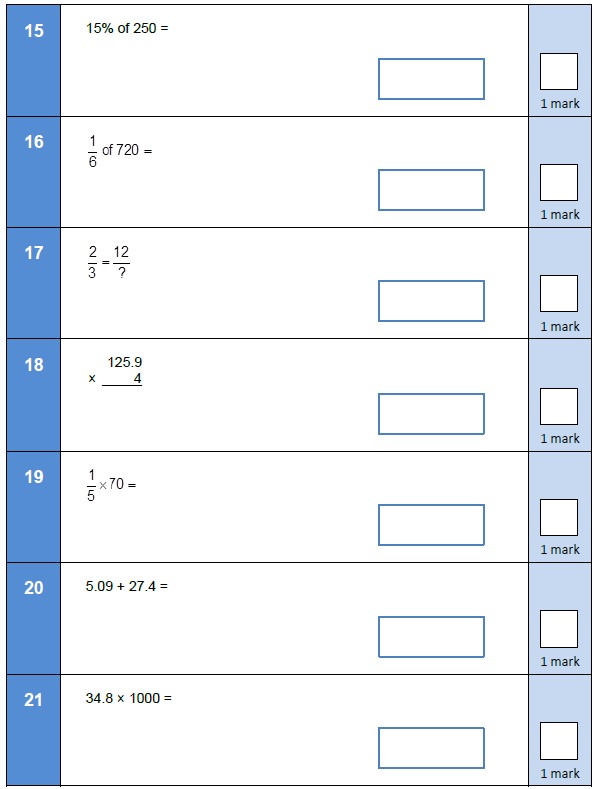 15
15% of 250 =
1 mark
16
1
6
of 720 =
1 mark
17
2
3
=
12
?
1 mark
18
125.9
× 4
1 mark
19
1
5
×70 =
1 mark
20
5.09 + 27.4 =
1 mark
21
34.8 × 1000 =
1 mark